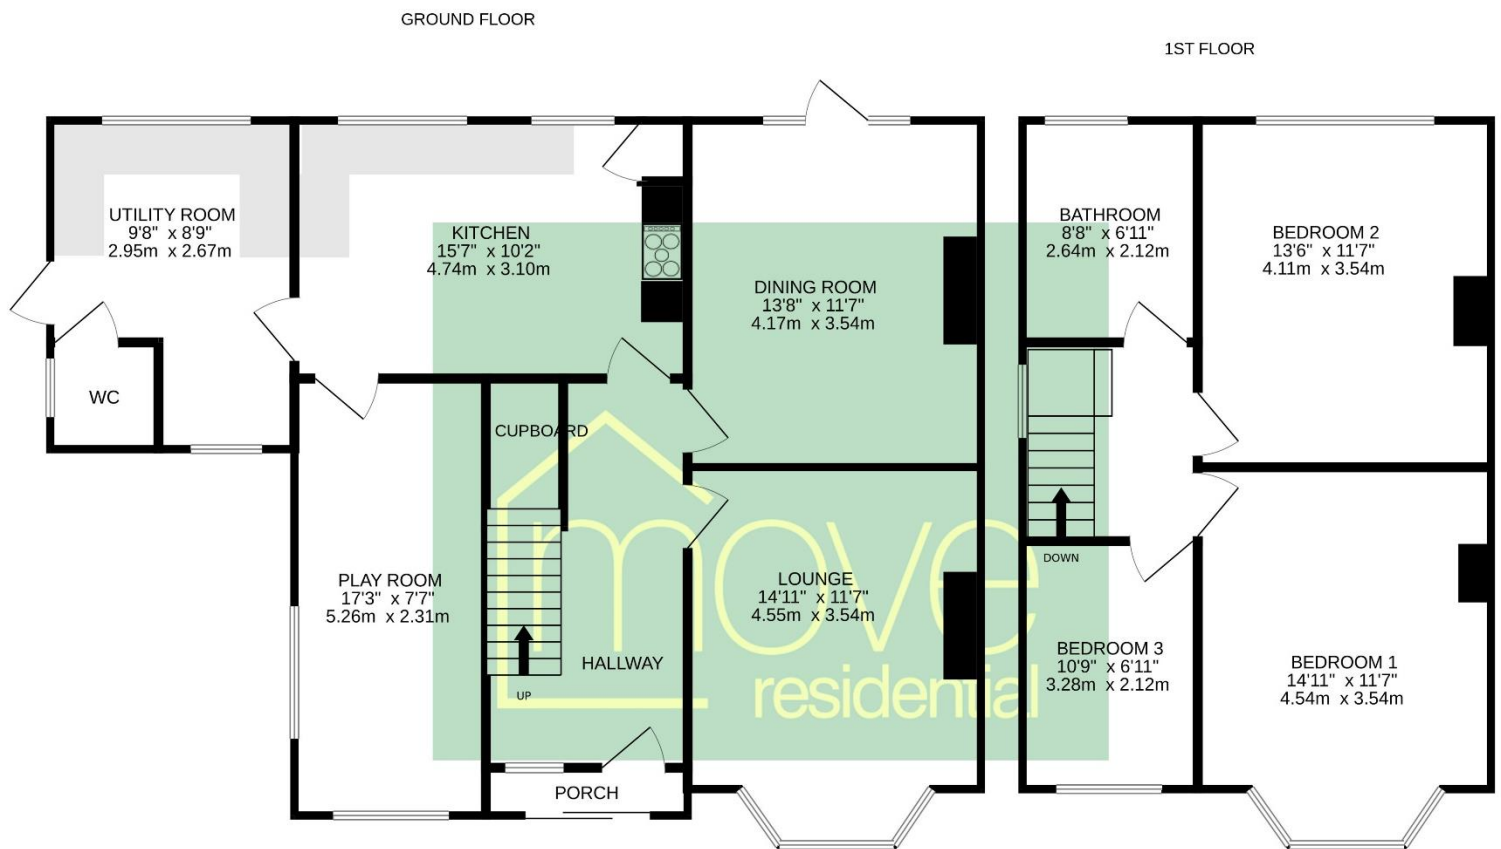 GROUND FLOOR
1ST FLOOR
UTILITY ROOM
9'8" x 8'9"
2.95m x 2.67m
KITCHEN
15'7" x 10'2"
4.74m x 3.10m
DINING ROOM
13'8" x 11'7"
4.17m x 3.54m
WC
CUPBOARD
PLAY ROOM
17'3" x 7'7"
5.26m x 2.31m
HALLWAY
UP
LOUNGE
14'11" x 11'7"
4.55m x 3.54m
PORCH
BATHROOM
8'8" x 6'11"
2.64m x 2.12m
BEDROOM 2
13'6" x 11'7"
4.11m x 3.54m
DOWN
BEDROOM 3
10'9" x 6'11"
3.28m x 2.12m
BEDROOM 1
14'11" x 11'7"
4.54m x 3.54m
move
residential